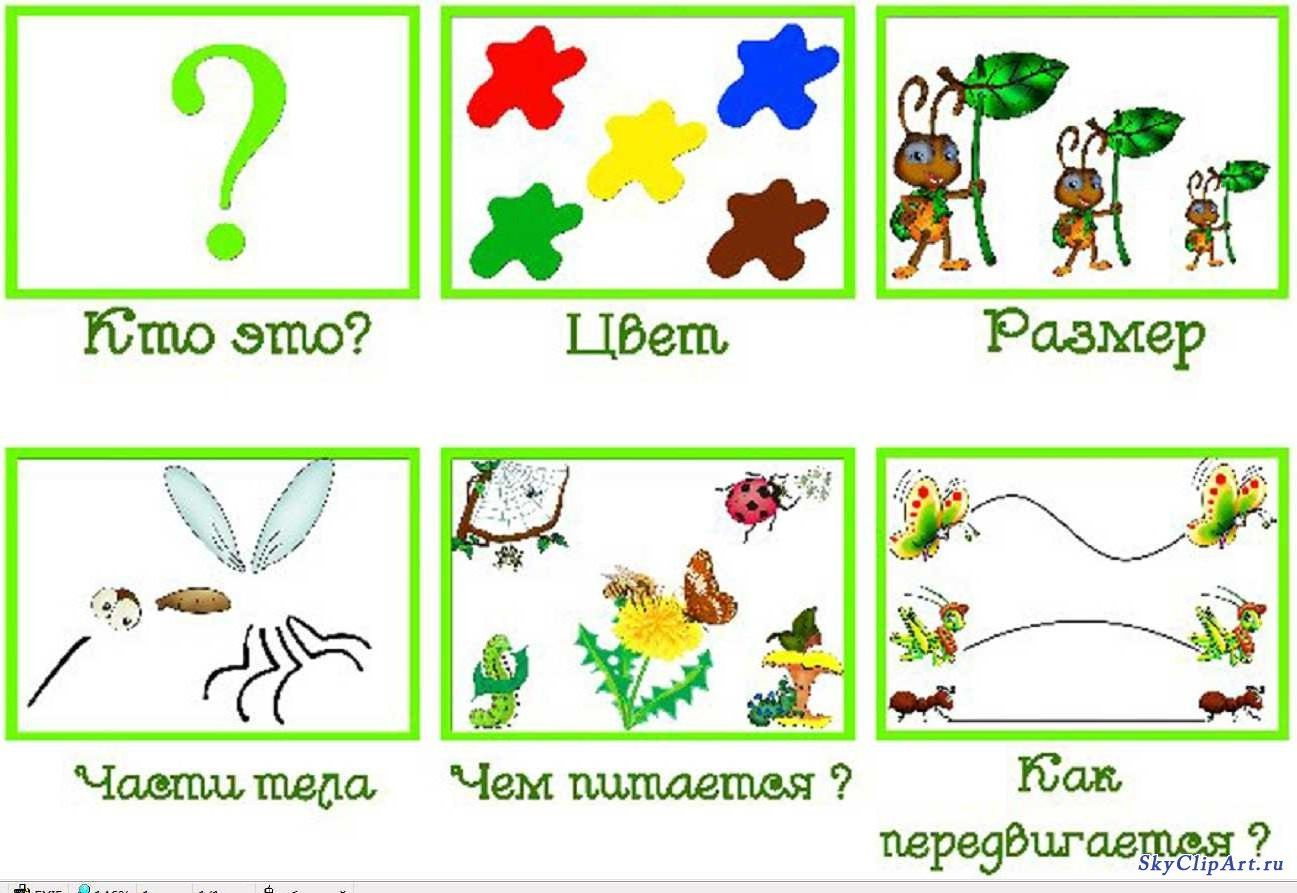 Кто это?
Цвет
Размер
Части тела
Чем питается ?
Как
передвигается ?
SkyClipArt.ru